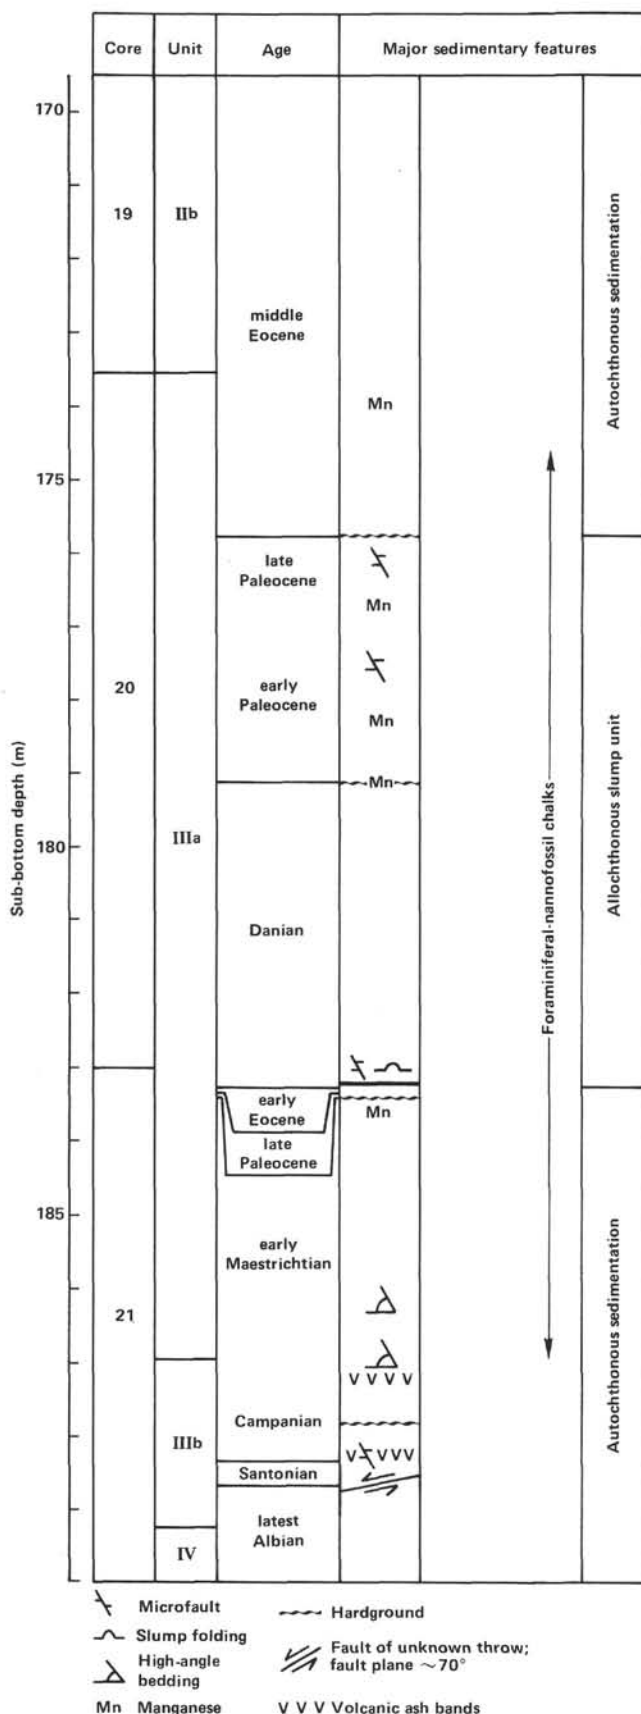 Core Unit Age Major sedimentary features
170
19
IIb
middle
Eocene
Mn
Autochthonous sedimentation
175
late
Paleocene
Mn
20
early
Paleocene
Mn
Mn
Sub-bottom depth (m)
IIIa
180
Danian
Foraminiferal-nannofossil chalks
Allochthonous slump unit
early
Eocene
Mn
late
Paleocene
185
early
Maestrichtian
21
V V V V
Campanian
IIIb
V VVV
Santonian
latest
Albian
IV
Autochthonous sedimentation
Microfault
Hardground
Slump folding
Fault of unknown throw;
fault plane ~70°
High-angle
bedding
Mn Manganese
V V V Volcanic ash bands